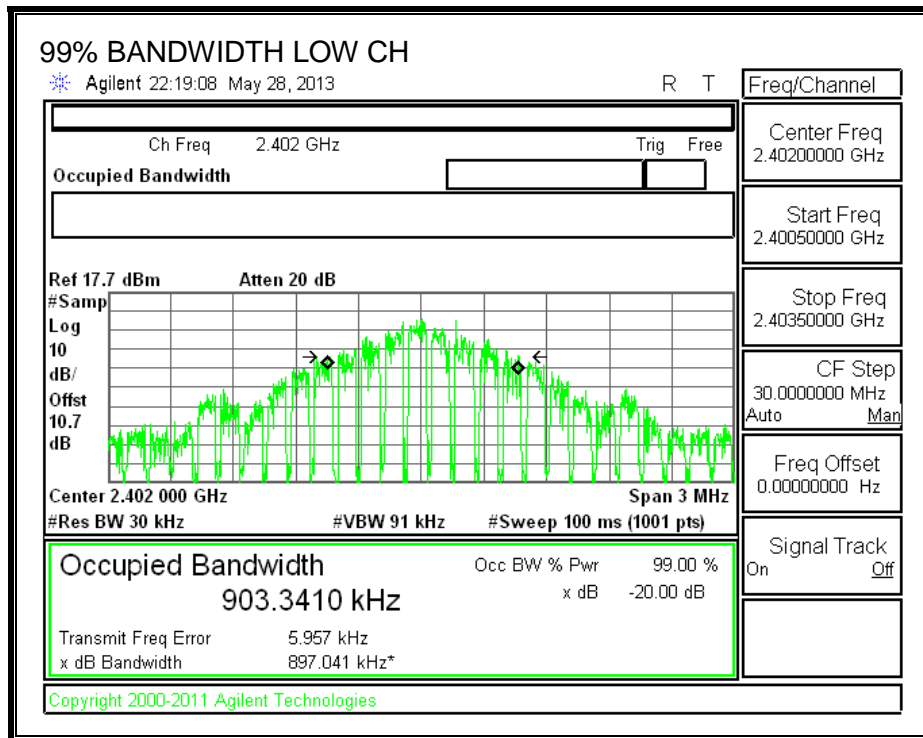 99% BANDWIDTH LOW CH
Agilent 22:19:08 May 28, 2013 R T
Ch Freq 2.402 GHz Trig Free
Occupied Bandwidth
Ref 17.7 dBm Atten 20 dB
#Samp
Log
10
dB/
Offst
10.7
dB
Center 2.402 000 GHz Span 3 MHz
#Res BW 30 kHz #VBW 91 kHz #Sweep 100 ms (1001 pts)
Occupied Bandwidth Occ BW % Pwr 99.00 %
903.3410 kHz x dB -20.00 dB
Transmit Freq Error 5.957 kHz
x dB Bandwidth 897.041 kHz*
Copyright 2000-2011 Agilent Technologies
Freq/Channel
Center Freq
2.40200000 GHz
Start Freq
2.40050000 GHz
Stop Freq
2.40350000 GHz
CF Step
30.0000000 MHz
Auto Man
Freq Offset
0.00000000 Hz
Signal Track
On Off